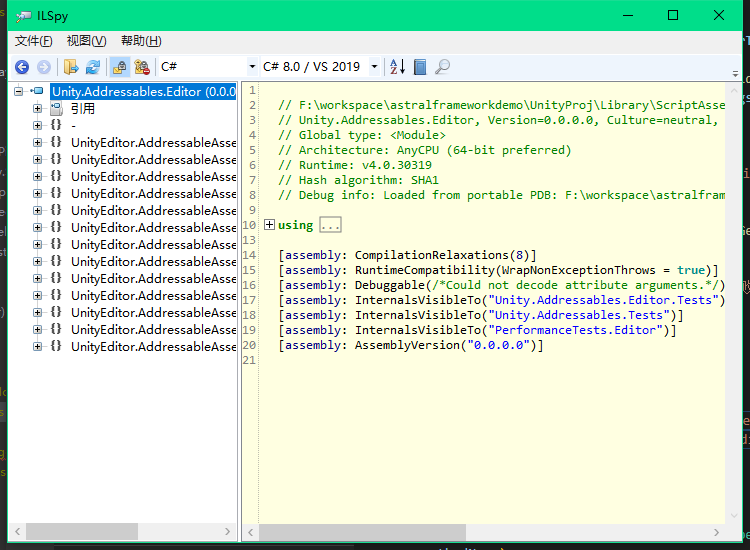 ILSpy
文件(F) 视图(V) 帮助(H)
C# C# 8.0 / VS 2019
Unity.Addressables.Editor (0.0.0
引用
{} -
{} UnityEditor.AddressableAsse
{} UnityEditor.AddressableAsse
{} UnityEditor.AddressableAsse
{} UnityEditor.AddressableAsse
{} UnityEditor.AddressableAsse
{} UnityEditor.AddressableAsse
{} UnityEditor.AddressableAsse
{} UnityEditor.AddressableAsse
{} UnityEditor.AddressableAsse
{} UnityEditor.AddressableAsse
{} UnityEditor.AddressableAsse
{} UnityEditor.AddressableAsse
{} UnityEditor.AddressableAsse
1
2 // F:\workspace\astralframeworkdemo\UnityProj\Library\ScriptAsse
3 // Unity.Addressables.Editor, Version=0.0.0.0, Culture=neutral,
4 // Global type: <Module>
5 // Architecture: AnyCPU (64-bit preferred)
6 // Runtime: v4.0.30319
7 // Hash algorithm: SHA1
8 // Debug info: Loaded from portable PDB: F:\workspace\astralfram
9
10 using ...
13
14 [assembly: CompilationRelaxations(8)]
15 [assembly: RuntimeCompatibility(WrapNonExceptionThrows = true)]
16 [assembly: Debuggable(/*Could not decode attribute arguments.*/)
17 [assembly: InternalsVisibleTo("Unity.Addressables.Editor.Tests")
18 [assembly: InternalsVisibleTo("Unity.Addressables.Tests")]
19 [assembly: InternalsVisibleTo("PerformanceTests.Editor")]
20 [assembly: AssemblyVersion("0.0.0.0")]
21